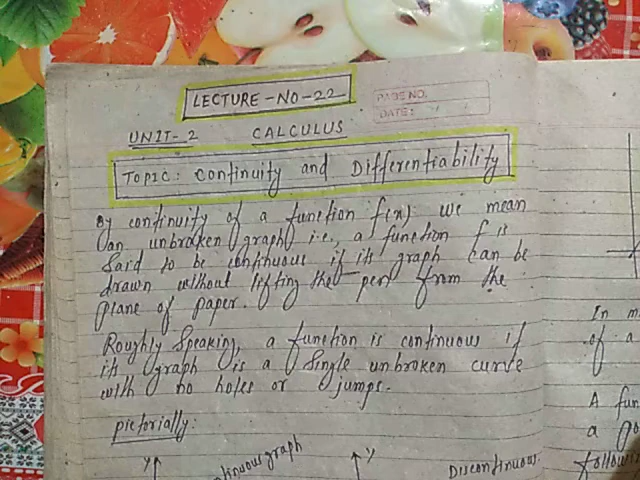 LECTURE-NO-22
PAGE NO.
DATE: / /
UNIT-2 CALCULUS
TOPIC: Continuity and Differentiability
By continuity of a function f(x) we mean
an unbroken graph i.e., a function f is
Said to be continuous if its graph can be
drawn without lifting the pen from the
plane of paper.
Roughly Speaking, a function is continuous if
its graph is a Single unbroken curve
with no holes or jumps.
pictorially:
graph
Y Y Discontinuous.
In
of a
A fun
a
followi